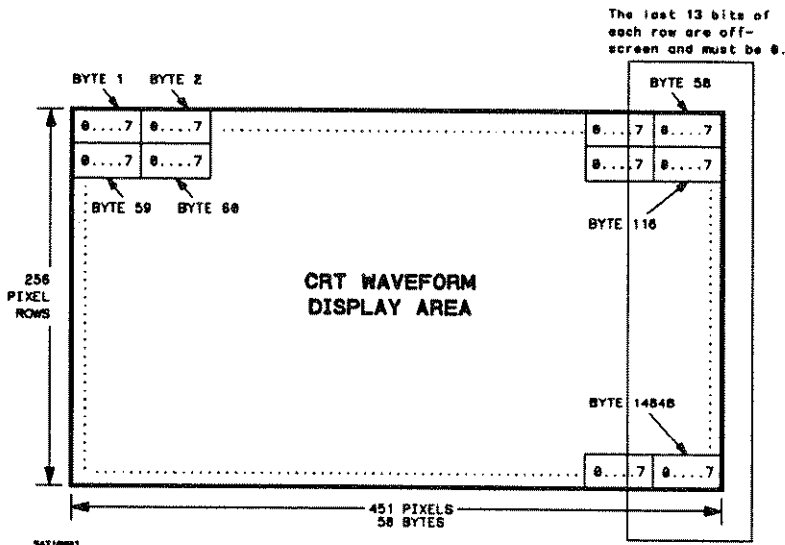 The last 13 bits of
each row are off-
screen and must be 0.
BYTE 1 BYTE 2 BYTE 58
0....7 0....7 0....7 0....7
0....7 0....7 0....7 0....7
BYTE 59 BYTE 60 BYTE 116
256
PIXEL
ROWS
CRT WAVEFORM
DISPLAY AREA
BYTE 14848
0....7 0....7
451 PIXELS
58 BYTES